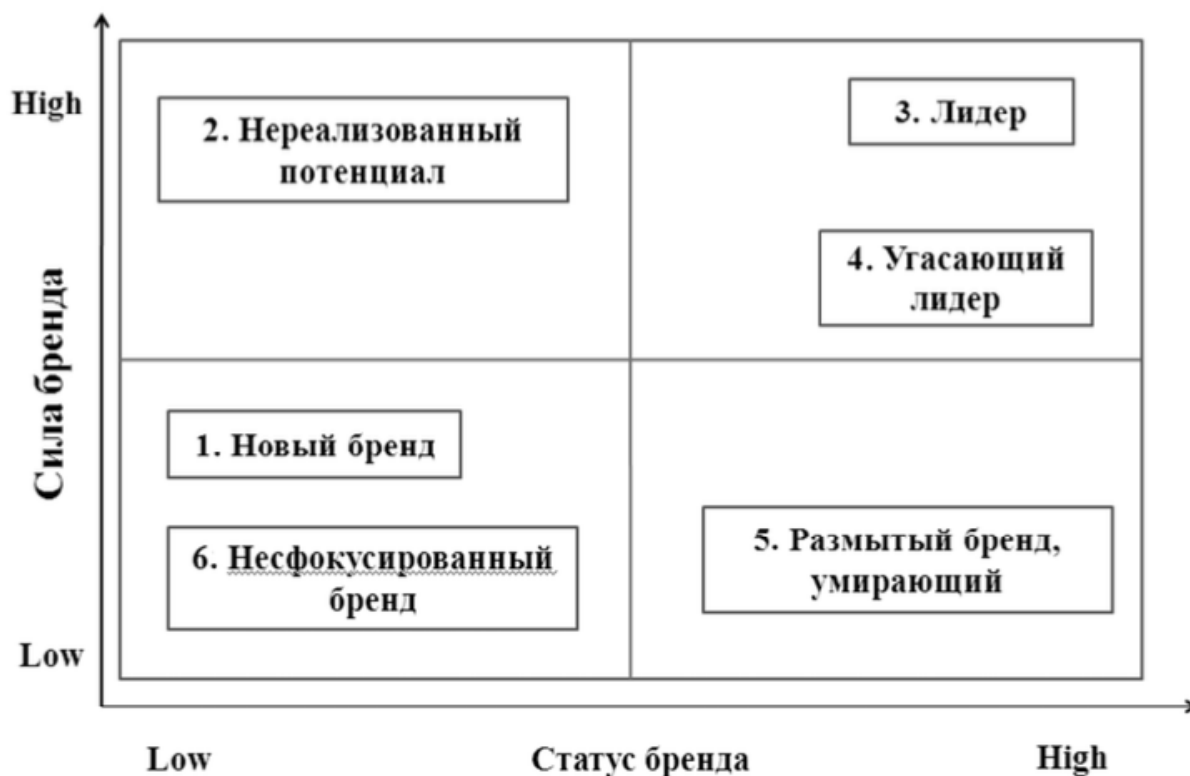 High
2. Нереализованный
потенциал
3. Лидер
4. Угасающий
лидер
Сила бренда
1. Новый бренд
6. Несфокусированный
бренд
5. Размытый бренд,
умирающий
Low
Low
Статус бренда
High